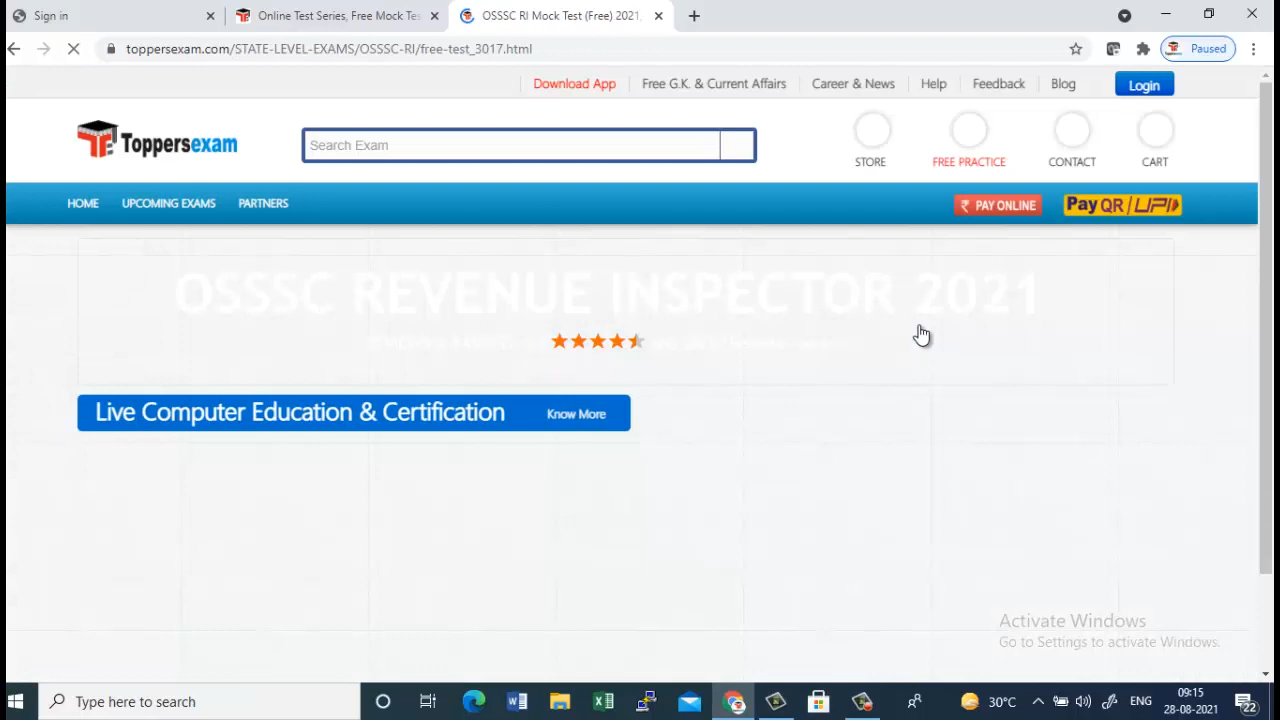 Sign in
Online Test Series, Free Mock Tes
OSSSC RI Mock Test (Free) 2021,
toppersexam.com/STATE-LEVEL-EXAMS/OSSSC-RI/free-test_3017.html
Paused
Download App
Free G.K. & Current Affairs
Career & News
Help
Feedback
Blog
Login
Toppersexam
Search Exam
STORE
FREE PRACTICE
CONTACT
CART
HOME
UPCOMING EXAMS
PARTNERS
₹ PAY ONLINE
Pay QR / UPI
OSSSC REVENUE INSPECTOR 2021
Live Computer Education & Certification
Know More
Activate Windows
Go to Settings to activate Windows.
Type here to search
30°C
ENG
09:15
28-08-2021
22